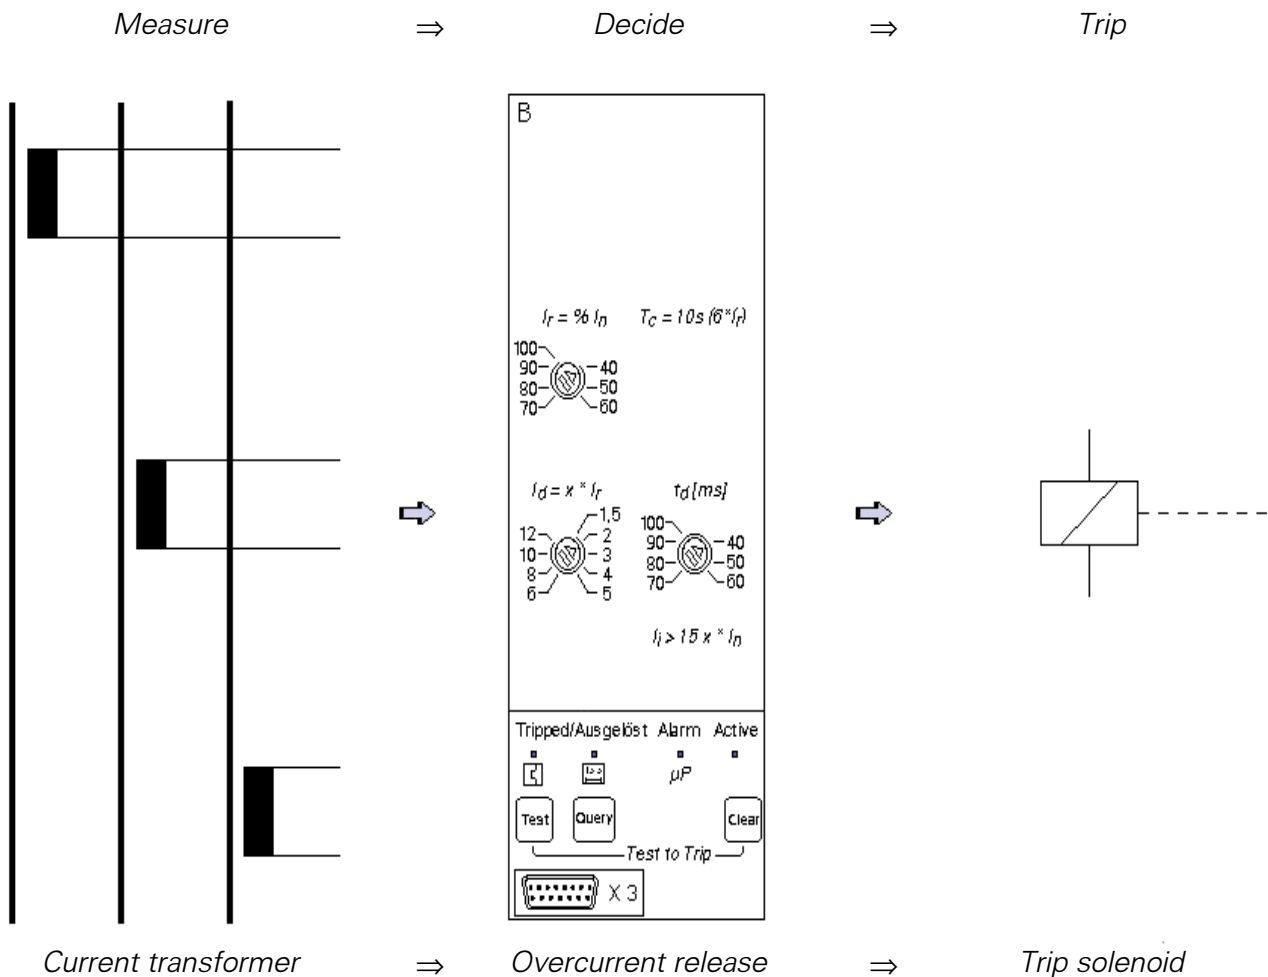 Measure ⇒ Decide ⇒ Trip
B
Ir = % In Tc = 10s (6*Ir)
100
90 40
80 50
70 60
Id = x * Ir td [ms]
1,5
12 2
10 3
8 4
6 5
100
90 40
80 50
70 60
Ii > 15 x * In
Tripped/Ausgelöst Alarm Active
µP
Test Query Clear
Test to Trip
X 3
Current transformer ⇒ Overcurrent release ⇒ Trip solenoid